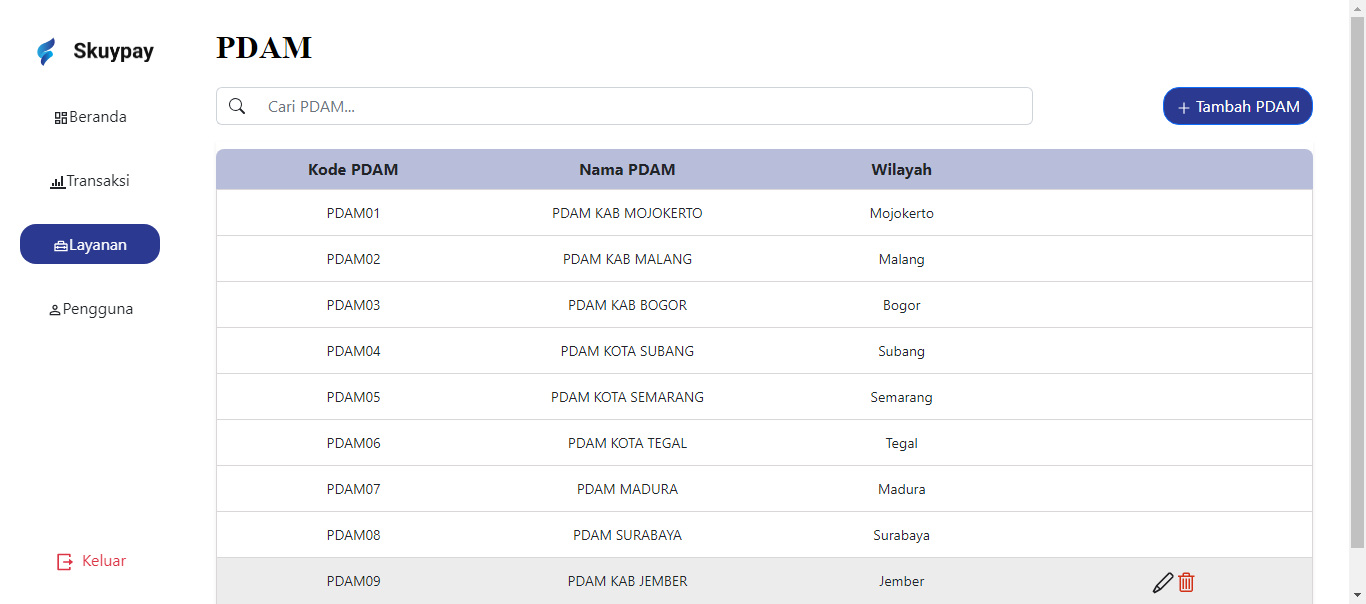 Skuypay
Beranda
Transaksi
Layanan
Pengguna
Keluar
PDAM
Cari PDAM...
+ Tambah PDAM
Kode PDAM Nama PDAM Wilayah
PDAM01 PDAM KAB MOJOKERTO Mojokerto
PDAM02 PDAM KAB MALANG Malang
PDAM03 PDAM KAB BOGOR Bogor
PDAM04 PDAM KOTA SUBANG Subang
PDAM05 PDAM KOTA SEMARANG Semarang
PDAM06 PDAM KOTA TEGAL Tegal
PDAM07 PDAM MADURA Madura
PDAM08 PDAM SURABAYA Surabaya
PDAM09 PDAM KAB JEMBER Jember